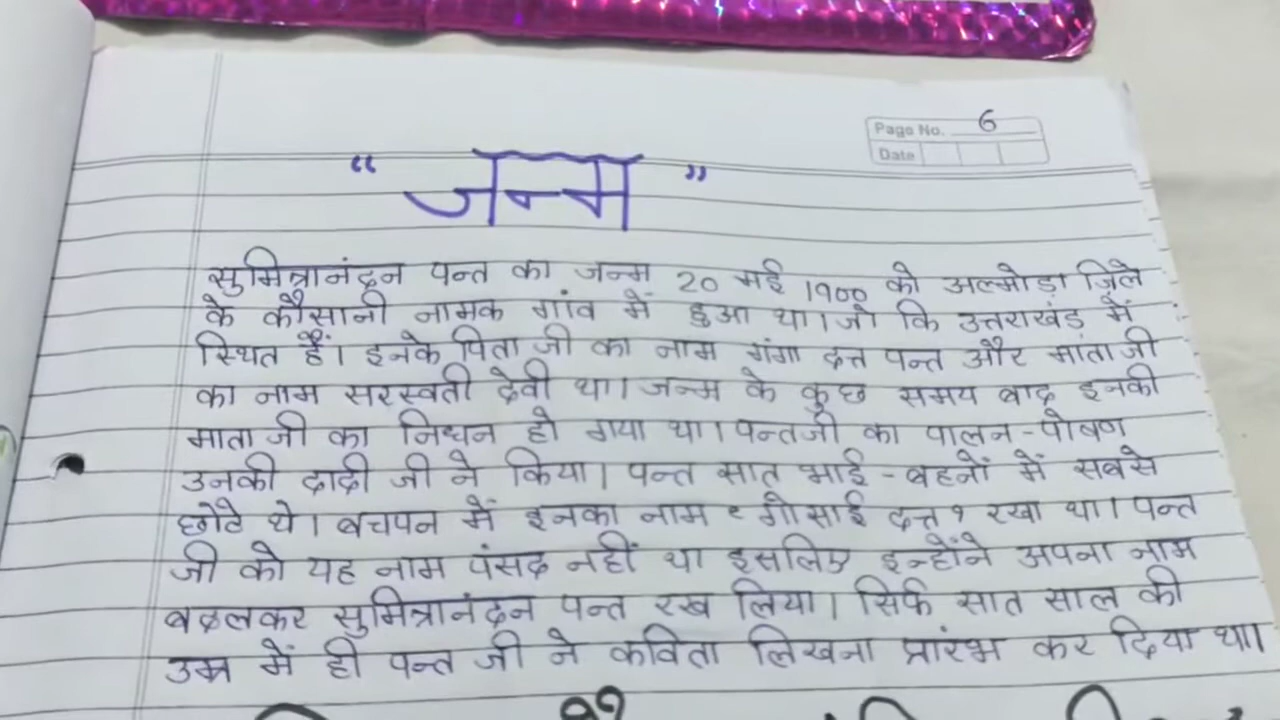 Page No. 6
Date
“ जन्म ”
सुमित्रानंदन पन्त का जन्म 20 मई 1900 को अल्मोड़ा ज़िले
के कौसानी नामक गांव में हुआ था। जो कि उत्तराखंड में
स्थित हैं। इनके पिता जी का नाम गंगा दत्त पन्त और मांता जी
का नाम सरस्वती देवी था। जन्म के कुछ समय बाद इनकी
माता जी का निधन हो गया था। पन्तजी का पालन-पोषण
उनकी दादी जी ने किया। पन्त सात भाई-बहनों में सबसे
छोटे थे। बचपन में इनका नाम ‘गोसाई दत्त’ रखा था। पन्त
जी को यह नाम पंसद नहीं था इसलिए इन्होंने अपना नाम
बदलकर सुमित्रानंदन पन्त रख लिया। सिर्फ सात साल की
उम्र में ही पन्त जी ने कविता लिखना प्रारंभ कर दिया था।